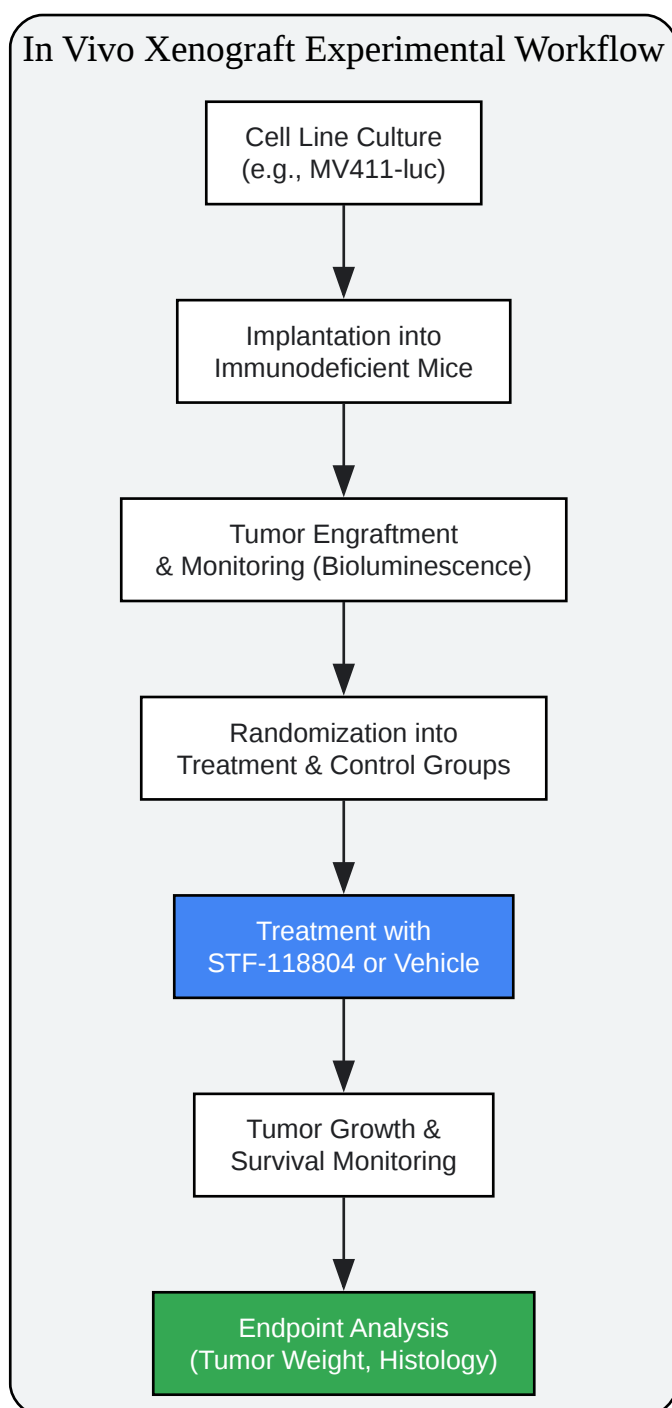 In Vivo Xenograft Experimental Workflow
Cell Line Culture
(e.g., MV411-luc)
Implantation into
Immunodeficient Mice
Tumor Engraftment
& Monitoring (Bioluminescence)
Randomization into
Treatment & Control Groups
Treatment with
STF-118804 or Vehicle
Tumor Growth &
Survival Monitoring
Endpoint Analysis
(Tumor Weight, Histology)